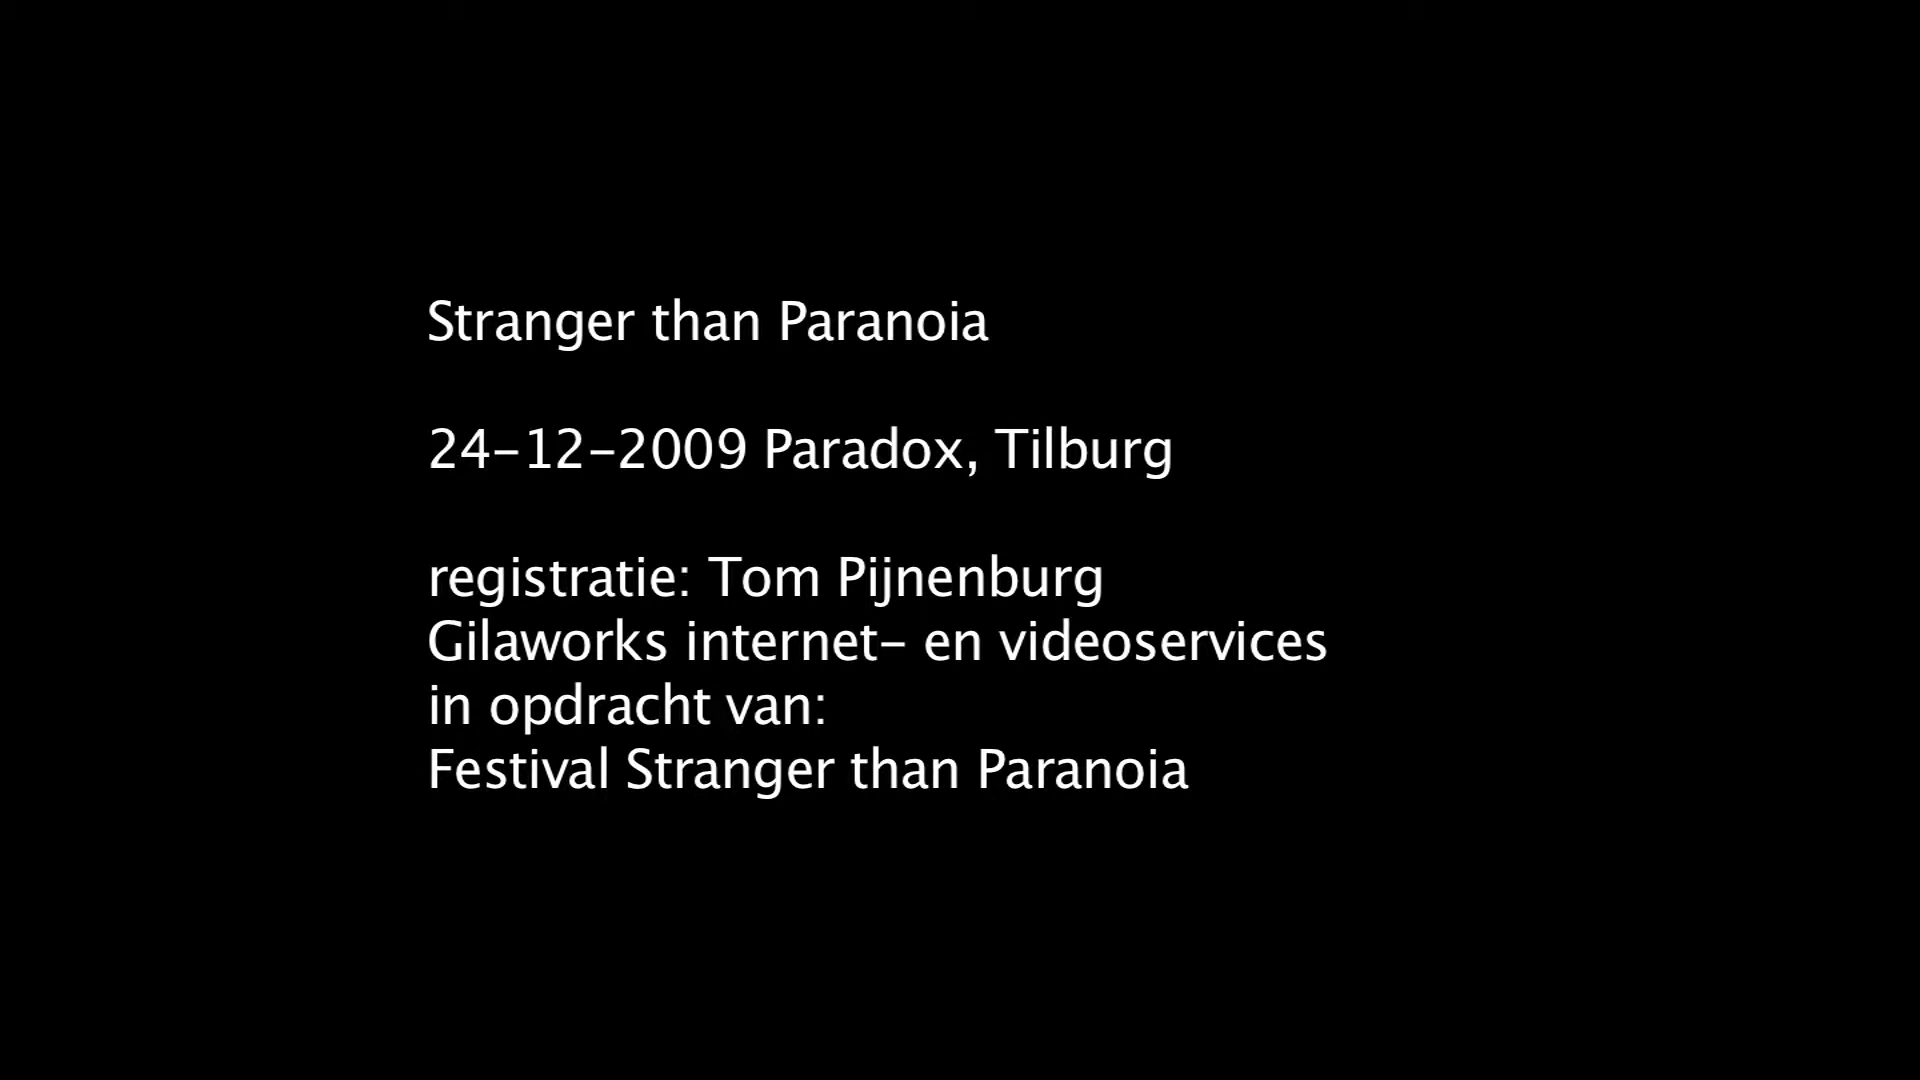 Stranger than Paranoia
24-12-2009 Paradox, Tilburg
registratie: Tom Pijnenburg
Gilaworks internet- en videoservices
in opdracht van:
Festival Stranger than Paranoia